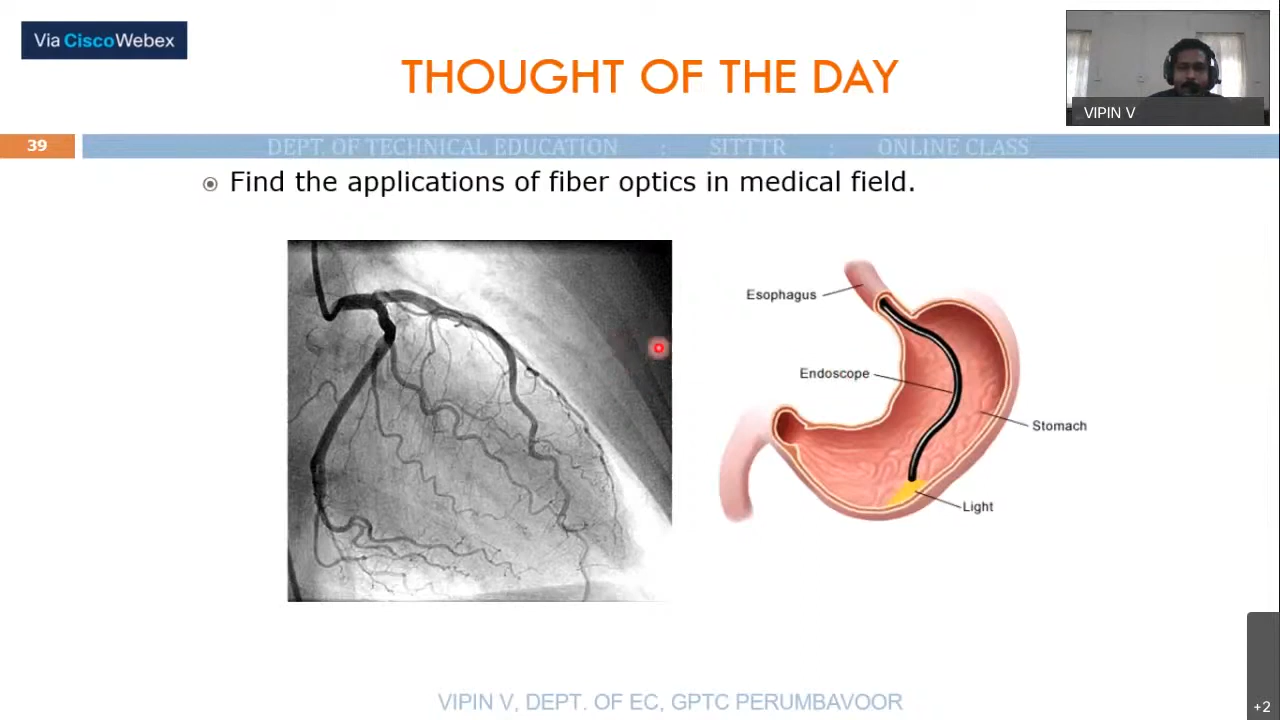 Via CiscoWebex
THOUGHT OF THE DAY
VIPIN V
39
DEPT. OF TECHNICAL EDUCATION : SITTTR : ONLINE CLASS
Find the applications of fiber optics in medical field.
Esophagus
Endoscope
Stomach
Light
VIPIN V, DEPT. OF EC, GPTC PERUMBAVOOR
+2